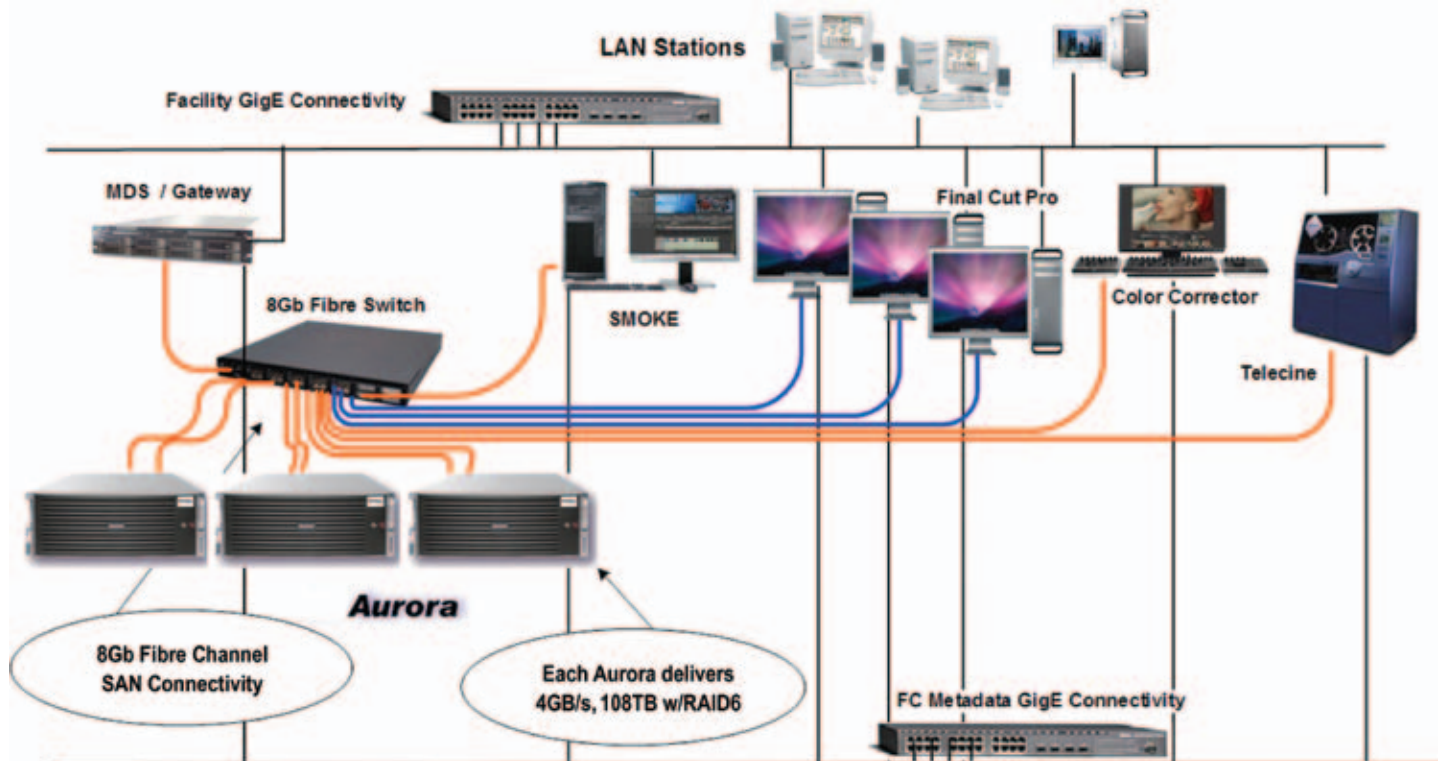 LAN Stations
Facility GigE Connectivity
MDS / Gateway
Final Cut Pro
8Gb Fibre Switch
SMOKE
Color Corrector
Telecine
Aurora
8Gb Fibre Channel
SAN Connectivity
Each Aurora delivers
4GB/s, 108TB w/RAID6
FC Metadata GigE Connectivity